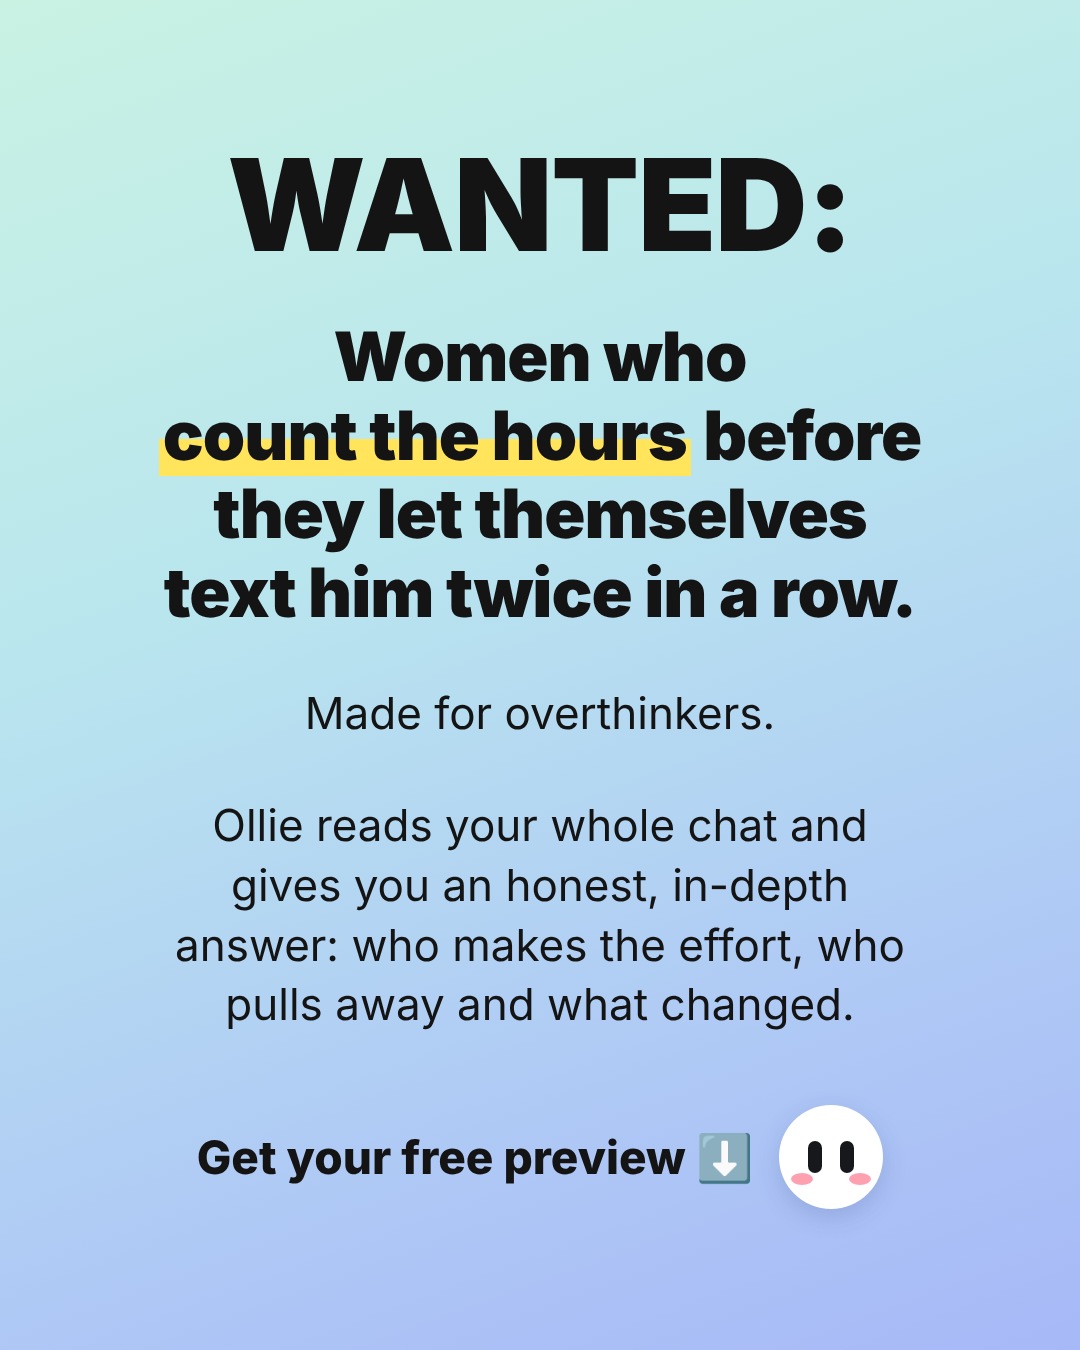 WANTED:
Women who
count the hours before
they let themselves
text him twice in a row.
Made for overthinkers.
Ollie reads your whole chat and
gives you an honest, in-depth
answer: who makes the effort, who
pulls away and what changed.
Get your free preview ⬇️